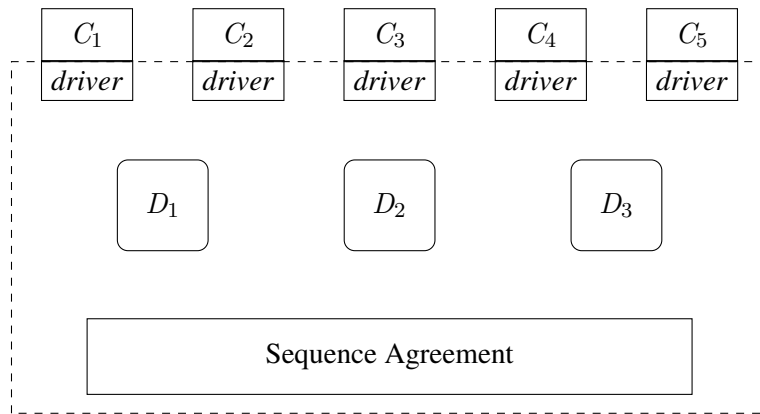 C₁ C₂ C₃ C₄ C₅
driver driver driver driver driver
D₁ D₂ D₃
Sequence Agreement